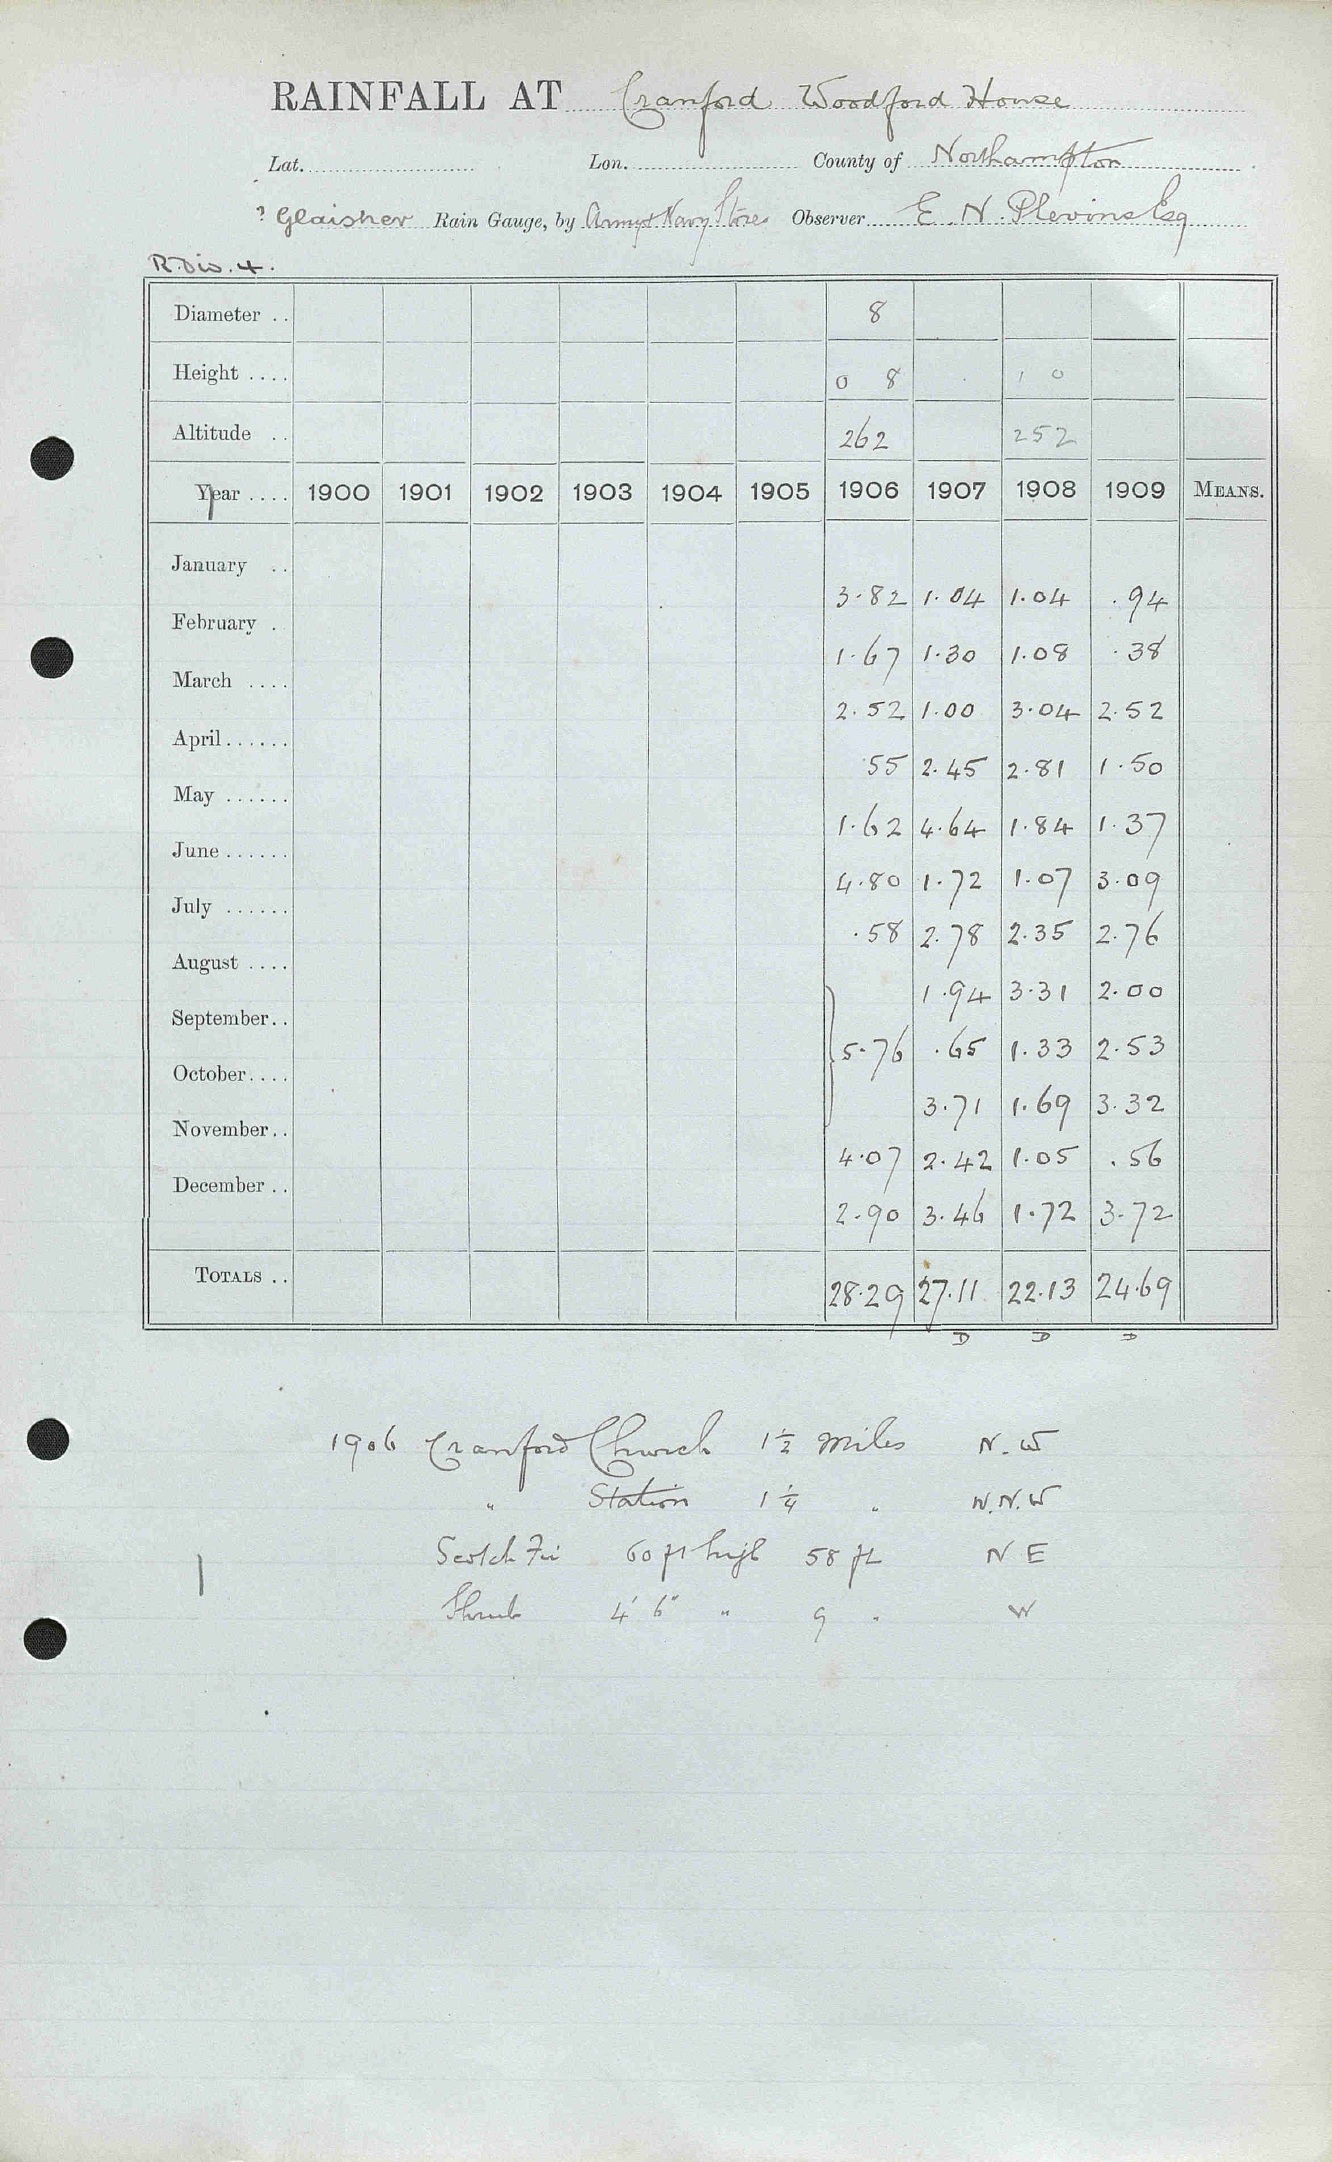 RAINFALL AT Cranford Woodford House
Lat. Lon. County of Northampton
? Glaisher Rain Gauge, by Army & Navy Stores Observer E. N. Plevins Esq
R. Div. 4.
Diameter .. 8
Height .... 0 8 1 0
Altitude .. 262 252
Year .... 1900 1901 1902 1903 1904 1905 1906 1907 1908 1909 MEANS.
January .. 3.82 1.04 1.04 .94
February . 1.67 1.30 1.08 .38
March .... 2.52 1.00 3.04 2.52
April...... .55 2.45 2.81 1.50
May ...... 1.62 4.64 1.84 1.37
June ...... 4.80 1.72 1.07 3.09
July ...... .58 2.78 2.35 2.76
August .... 1.94 3.31 2.00
September.. 5.76 .65 1.33 2.53
October.... 3.71 1.69 3.32
November.. 4.07 2.42 1.05 .56
December .. 2.90 3.46 1.72 3.72
TOTALS .. 28.29 27.11 22.13 24.69
D D D
1906 Cranford Church 1½ miles N.W
" Station 1¼ " W.N.W
Scotch Fir 60 ft high 58 ft N E
Shrub 4' 6" " 9 " W